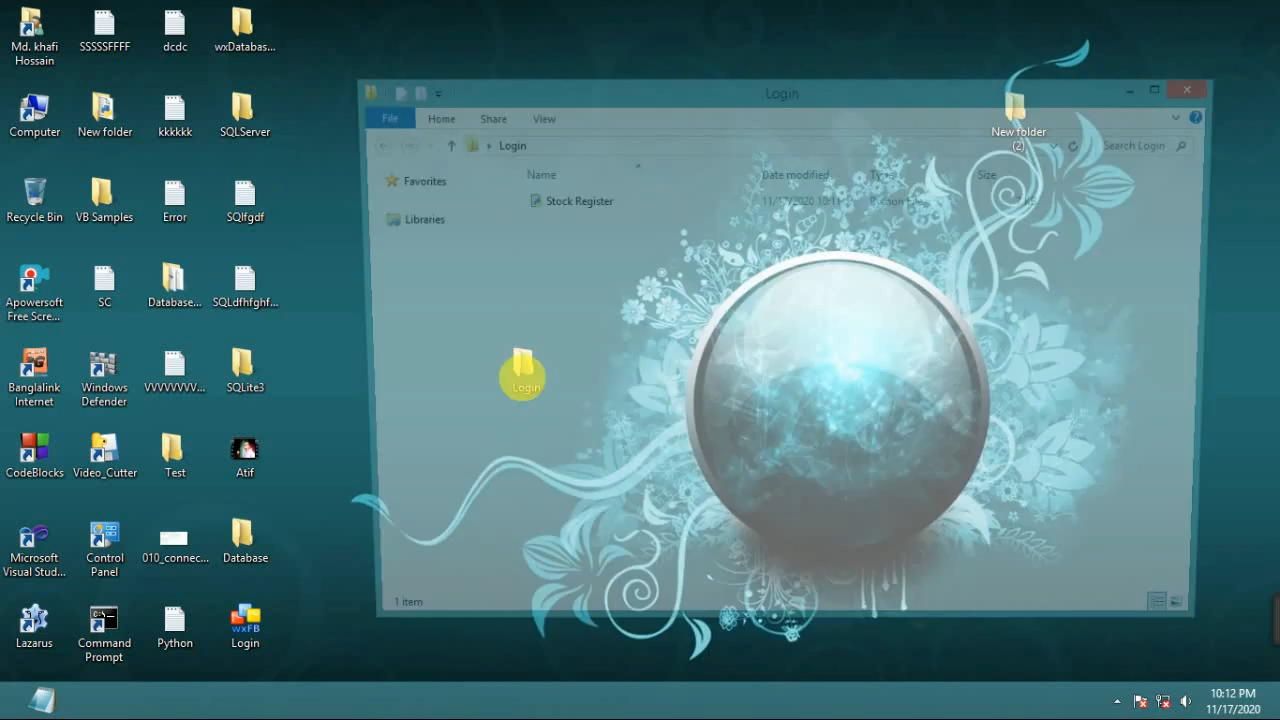 Md. khafi
Hossain
SSSSSFFFF
dcdc
wxDatabas...
Computer
New folder
kkkkkk
SQLServer
Recycle Bin
VB Samples
Error
SQlfgdf
Apowersoft
Free Scre...
SC
Database...
SQLdfhfghf...
Banglalink
Internet
Windows
Defender
VVVVVVVV...
SQLite3
CodeBlocks
Video_Cutter
Test
Atif
Microsoft
Visual Stud...
Control
Panel
010_connec...
Database
Lazarus
Command
Prompt
Python
wxFB
Login
Login
File
Home
Share
View
Login
Search Login
Favorites
Libraries
Name
Date modified
Size
Stock Register
11/17/2020 10:11
Python File
1 item
Login
New folder
(2)
10:12 PM
11/17/2020